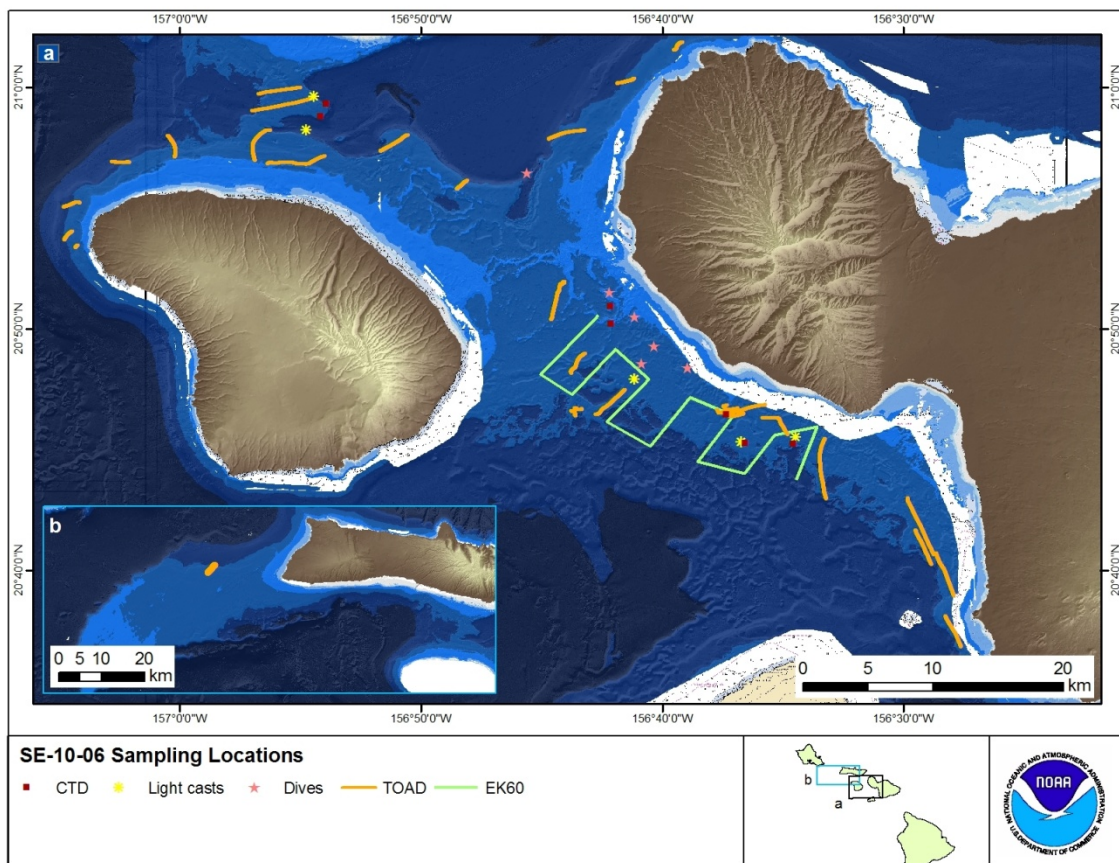 157°0'0"W
156°50'0"W
156°40'0"W
156°30'0"W
a
21°0'0"N
21°0'0"N
20°50'0"N
20°50'0"N
20°40'0"N
20°40'0"N
b
0 5 10 20
km
0 5 10 20
km
157°0'0"W
156°50'0"W
156°40'0"W
156°30'0"W
SE-10-06 Sampling Locations
CTD Light casts Dives TOAD EK60
b
a
NATIONAL OCEANIC AND ATMOSPHERIC ADMINISTRATION
NOAA
U.S. DEPARTMENT OF COMMERCE